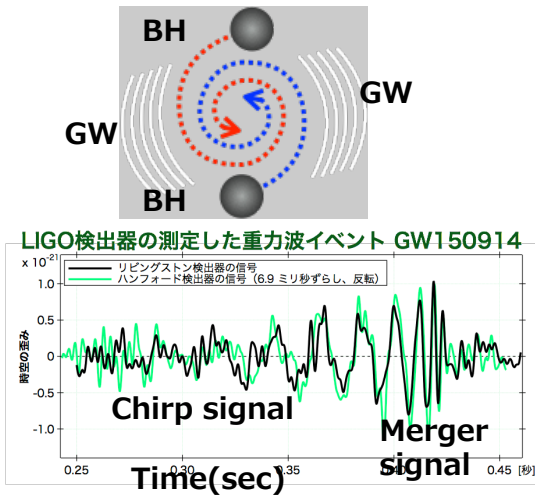 BH
GW
GW
BH
LIGO検出器の測定した重力波イベント GW150914
x 10-21
リビングストン検出器の信号
ハンフォード検出器の信号（6.9 ミリ秒ずらし、反転）
1.0
0.5
0
-0.5
-1.0
時空の歪み
Chirp signal
Merger
signal
0.25
0.30
0.35
0.40
0.45
[秒]
Time(sec)